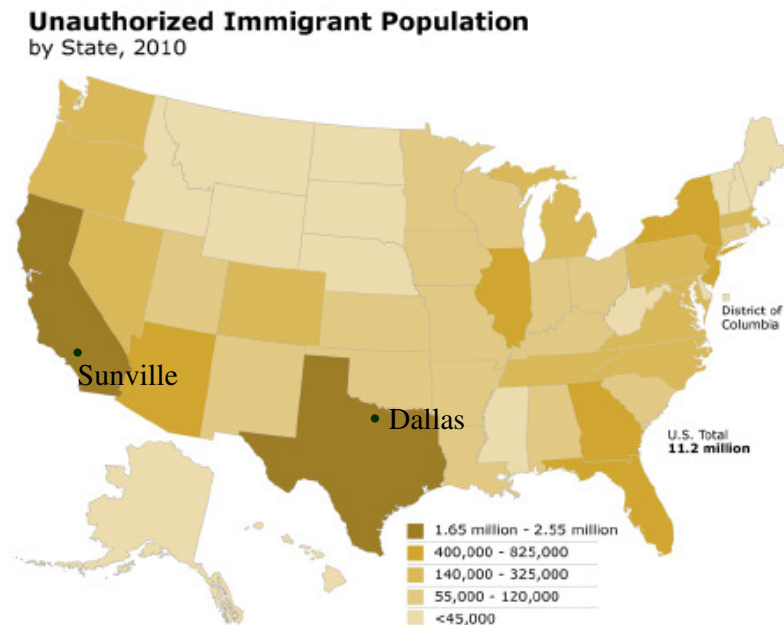 Unauthorized Immigrant Population
by State, 2010
District of
Columbia
Sunville
Dallas
U.S. Total
11.2 million
1.65 million - 2.55 million
400,000 - 825,000
140,000 - 325,000
55,000 - 120,000
<45,000